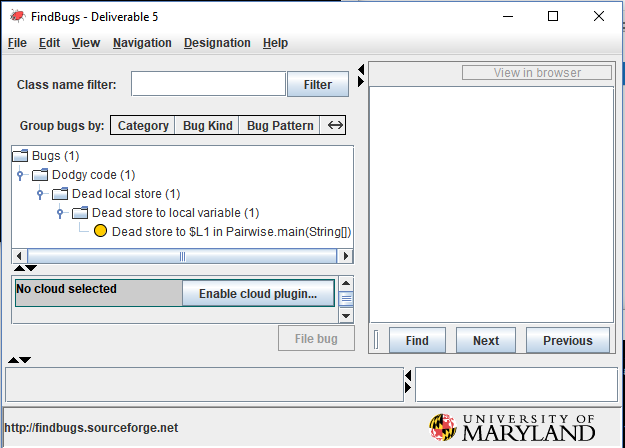 FindBugs - Deliverable 5
File Edit View Navigation Designation Help
Class name filter: Filter
View in browser
Group bugs by: Category Bug Kind Bug Pattern
Bugs (1)
Dodgy code (1)
Dead local store (1)
Dead store to local variable (1)
Dead store to $L1 in Pairwise.main(String[])
No cloud selected Enable cloud plugin...
File bug
Find Next Previous
http://findbugs.sourceforge.net
UNIVERSITY OF
MARYLAND